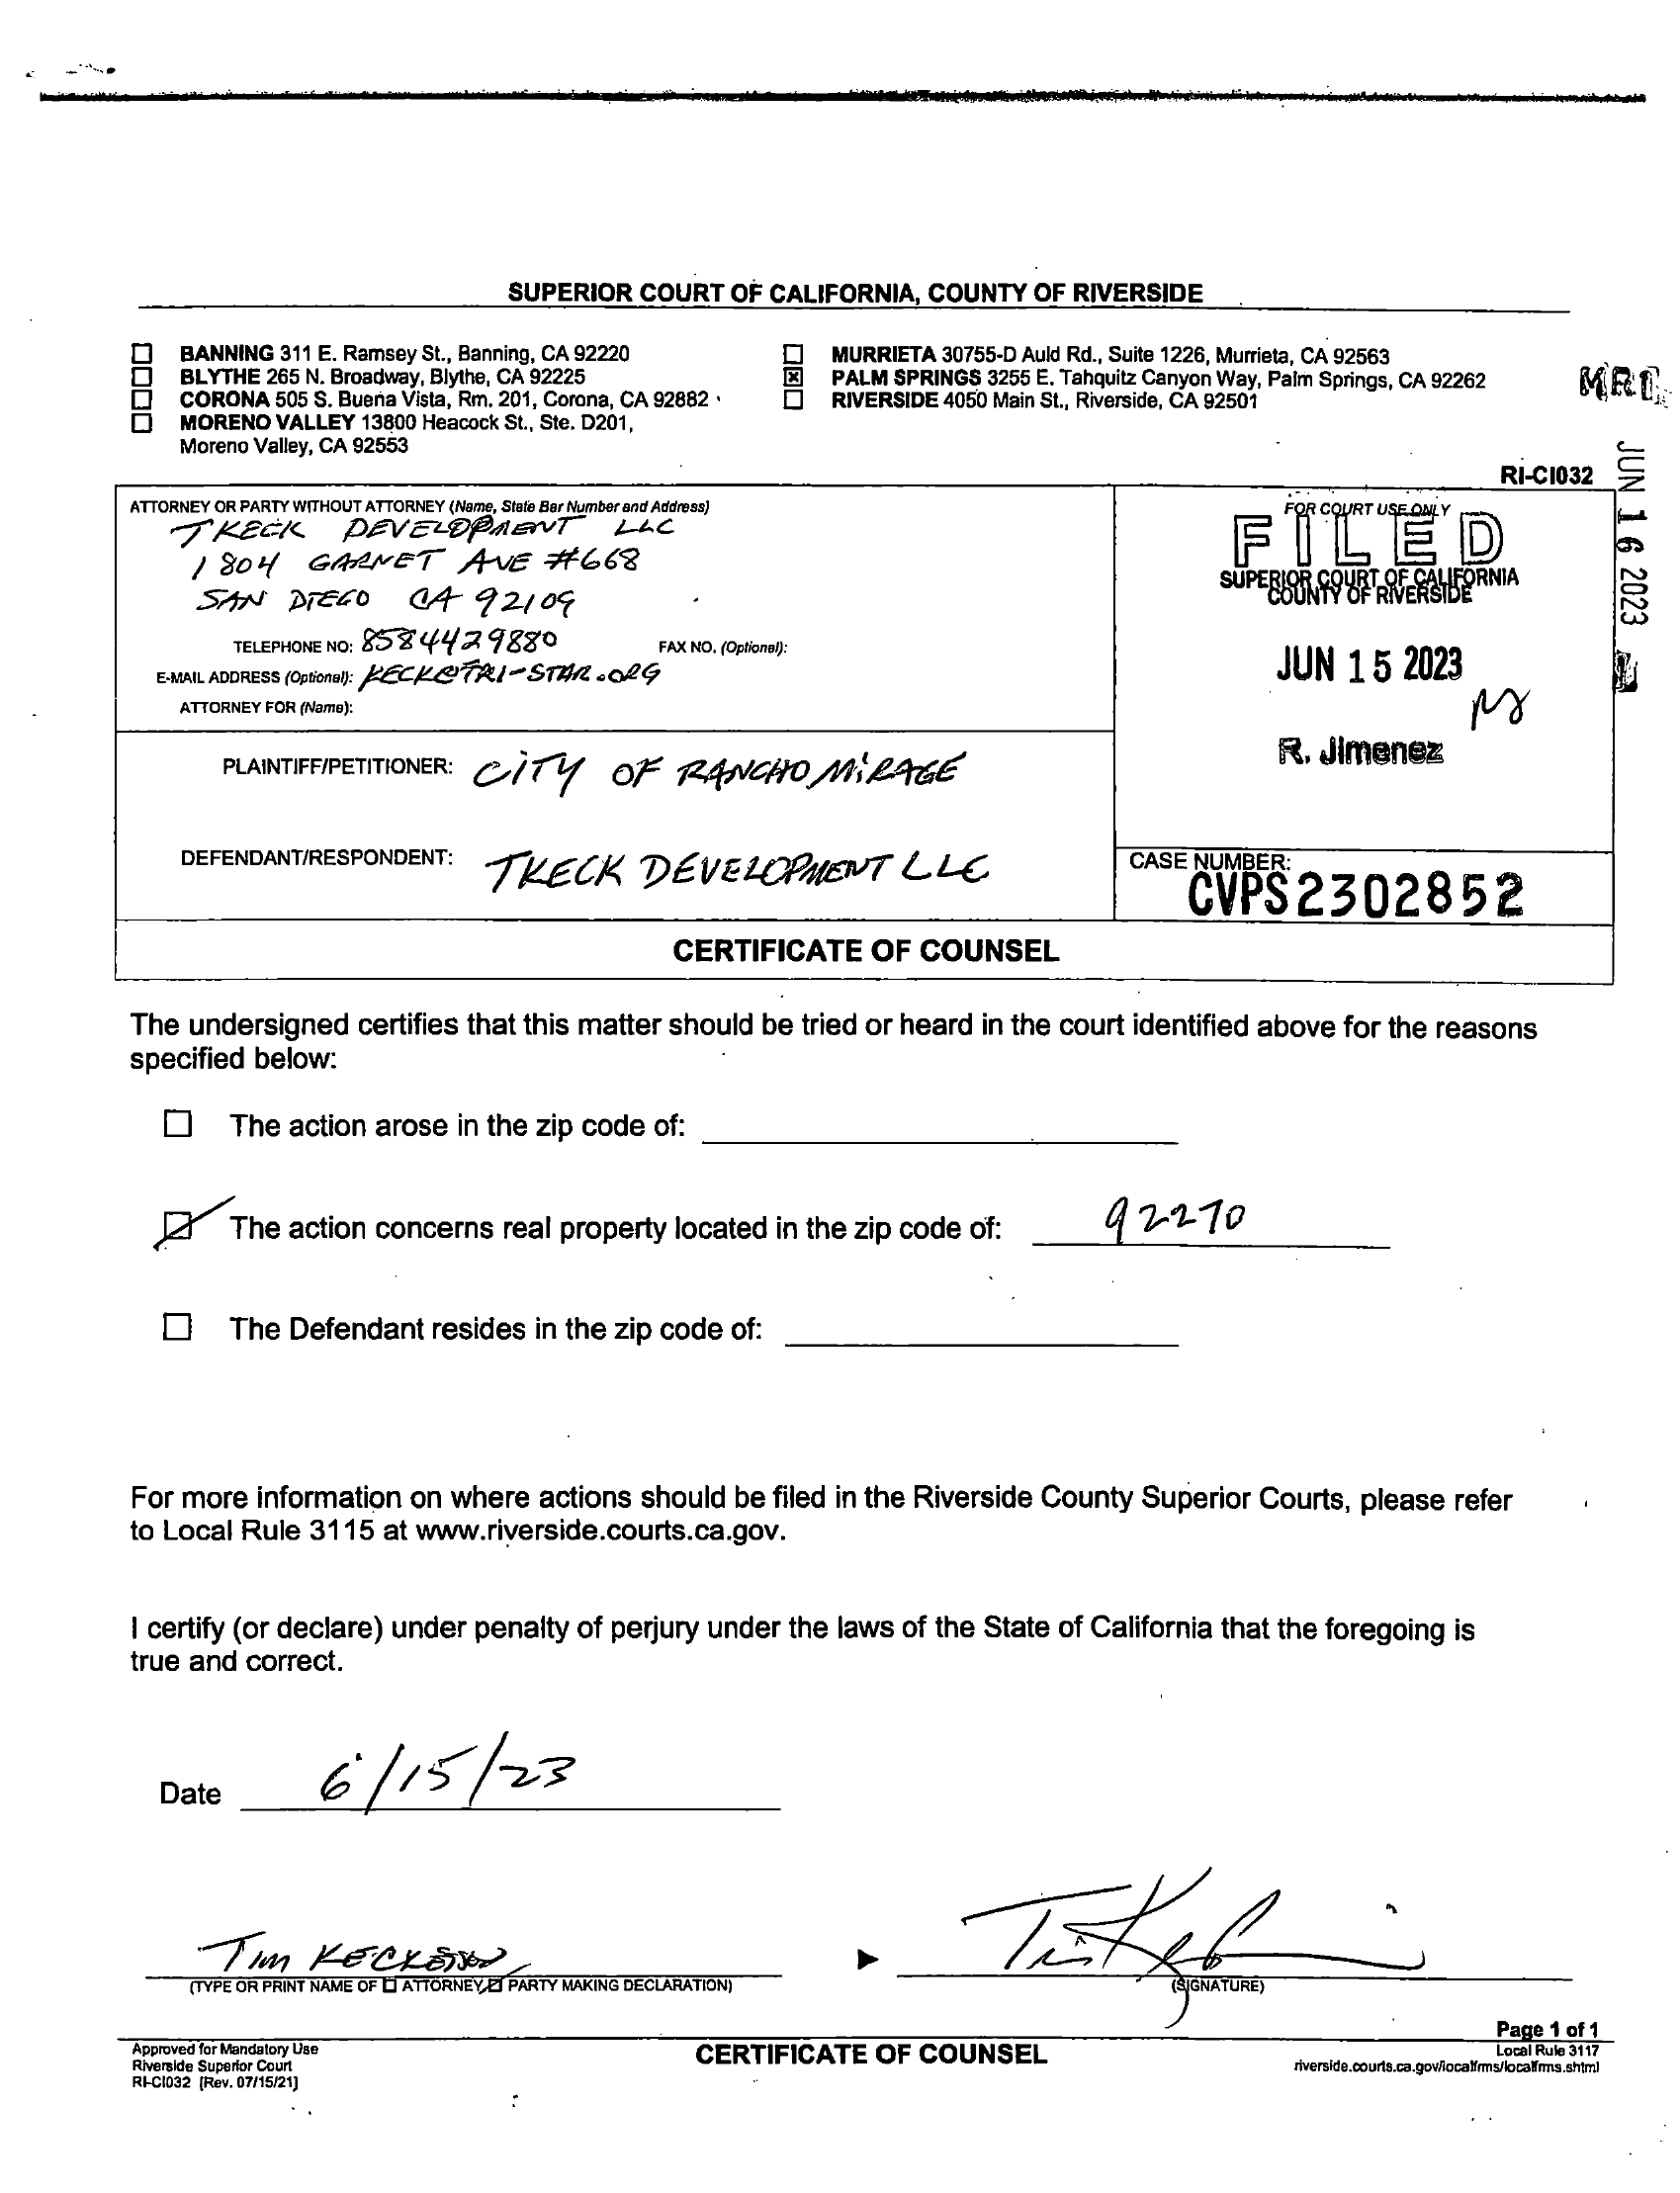 SUPERIOR COURT OF CALIFORNIA, COUNTY OF RIVERSIDE
☐ BANNING 311 E. Ramsey St., Banning, CA 92220
☐ BLYTHE 265 N. Broadway, Blythe, CA 92225
☐ CORONA 505 S. Buena Vista, Rm. 201, Corona, CA 92882
☐ MORENO VALLEY 13800 Heacock St., Ste. D201,
Moreno Valley, CA 92553
☐ MURRIETA 30755-D Auld Rd., Suite 1226, Murrieta, CA 92563
☒ PALM SPRINGS 3255 E. Tahquitz Canyon Way, Palm Springs, CA 92262
☐ RIVERSIDE 4050 Main St., Riverside, CA 92501
JUN 16 2023
RI-CI032
ATTORNEY OR PARTY WITHOUT ATTORNEY (Name, State Bar Number and Address)
TKECK DEVELOPMENT LLC
1804 GARNET AVE #668
SAN DIEGO CA 92109
TELEPHONE NO: 8584429880 FAX NO. (Optional):
E-MAIL ADDRESS (Optional): KECK@TRI-STAR.ORG
ATTORNEY FOR (Name):
FOR COURT USE ONLY
FILED
SUPERIOR COURT OF CALIFORNIA
COUNTY OF RIVERSIDE
JUN 15 2023
R. Jimenez
PLAINTIFF/PETITIONER: CITY OF RANCHO MIRAGE
DEFENDANT/RESPONDENT: TKECK DEVELOPMENT LLC
CASE NUMBER:
CVPS2302852
CERTIFICATE OF COUNSEL
The undersigned certifies that this matter should be tried or heard in the court identified above for the reasons
specified below:
☐ The action arose in the zip code of:
☑ The action concerns real property located in the zip code of: 92270
☐ The Defendant resides in the zip code of:
For more information on where actions should be filed in the Riverside County Superior Courts, please refer
to Local Rule 3115 at www.riverside.courts.ca.gov.
I certify (or declare) under penalty of perjury under the laws of the State of California that the foregoing is
true and correct.
Date 6/15/23
TIM
(TYPE OR PRINT NAME OF ☐ ATTORNEY ☑ PARTY MAKING DECLARATION)
(SIGNATURE)
Page 1 of 1
Approved for Mandatory Use
Riverside Superior Court
RI-CI032 [Rev. 07/15/21]
CERTIFICATE OF COUNSEL
Local Rule 3117
riverside.courts.ca.gov/localfrms/localfrms.shtml